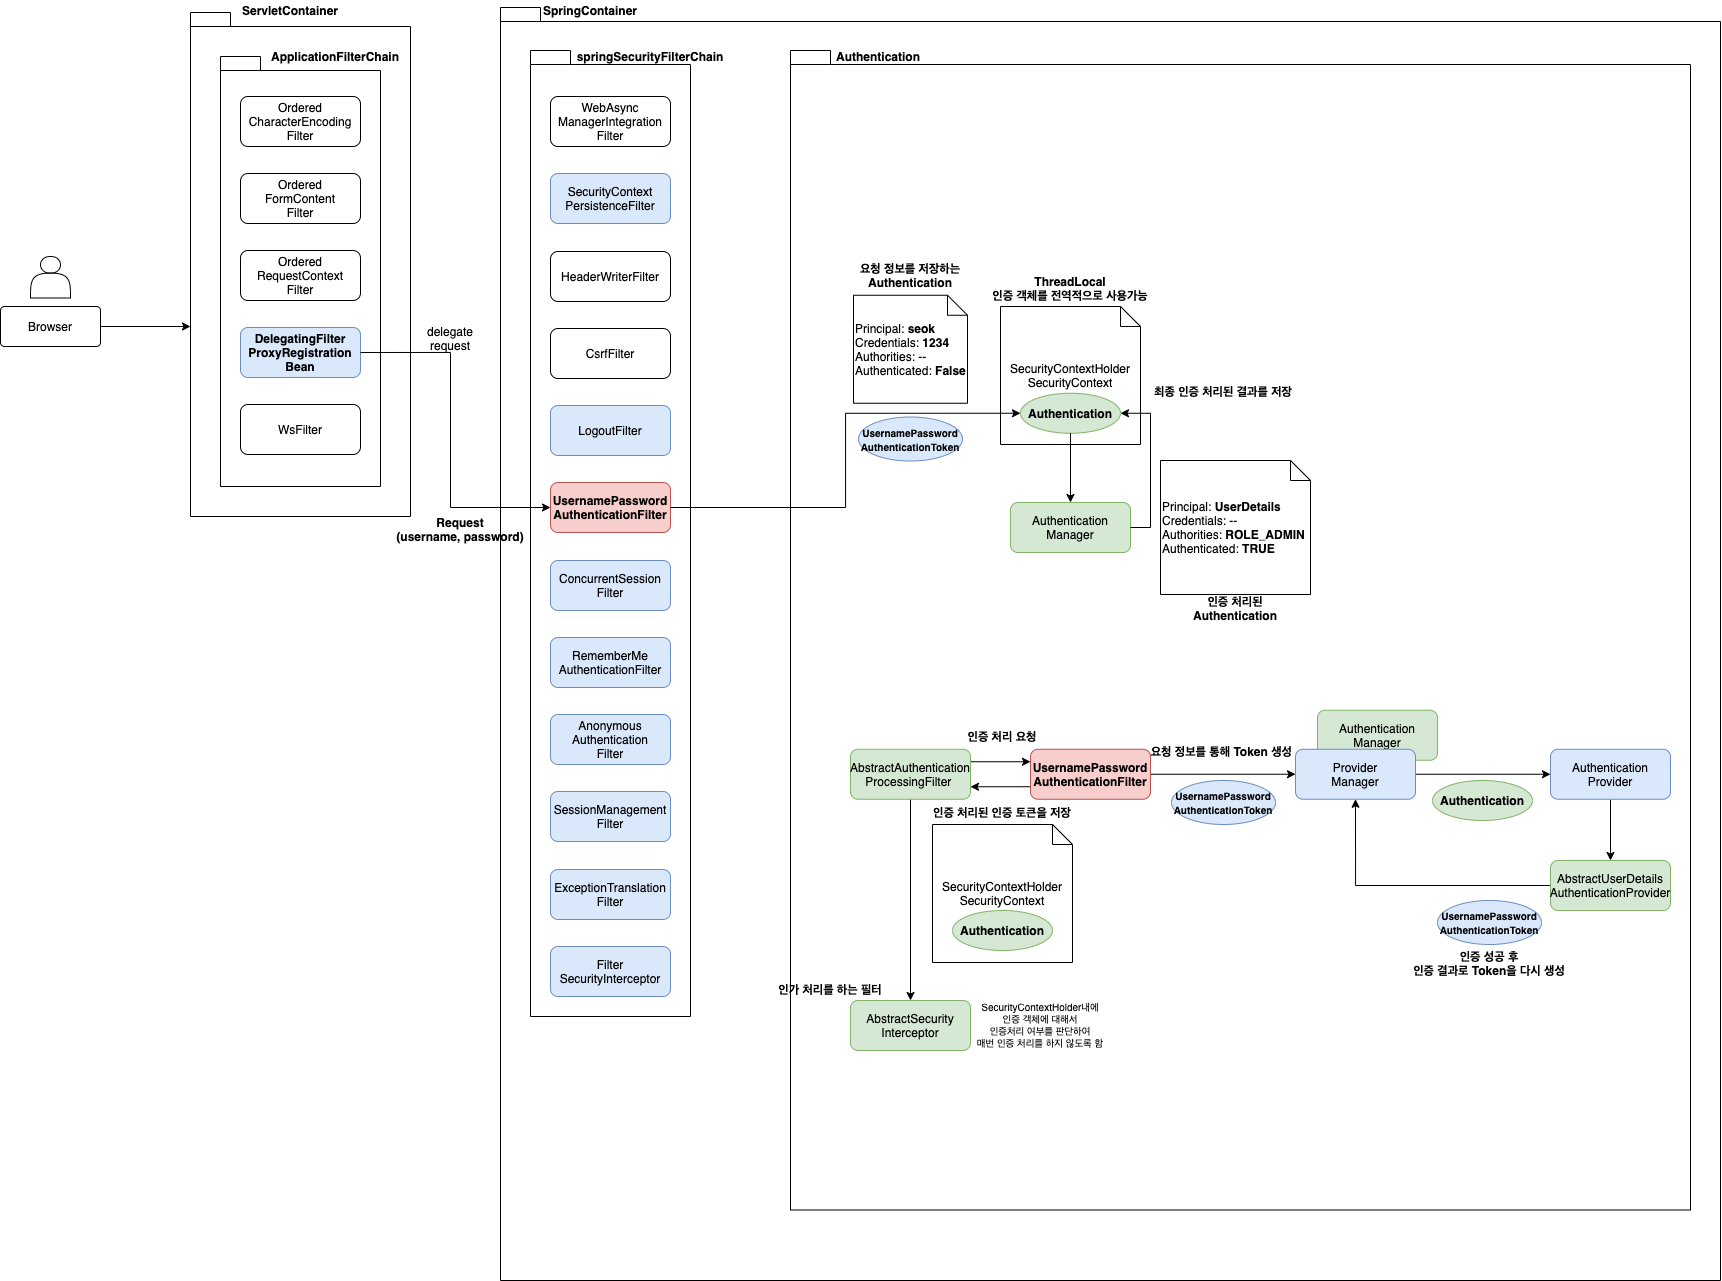 ServletContainer
ApplicationFilterChain
Ordered
CharacterEncoding
Filter
Ordered
FormContent
Filter
Ordered
RequestContext
Filter
DelegatingFilter
ProxyRegistration
Bean
WsFilter
Browser
delegate
request
Request
(username, password)
SpringContainer
springSecurityFilterChain
WebAsync
ManagerIntegration
Filter
SecurityContext
PersistenceFilter
HeaderWriterFilter
CsrfFilter
LogoutFilter
UsernamePassword
AuthenticationFilter
ConcurrentSession
Filter
RememberMe
AuthenticationFilter
Anonymous
Authentication
Filter
SessionManagement
Filter
ExceptionTranslation
Filter
Filter
SecurityInterceptor
Authentication
요청 정보를 저장하는
Authentication
Principal: seok
Credentials: 1234
Authorities: --
Authenticated: False
UsernamePassword
AuthenticationToken
ThreadLocal
인증 객체를 전역적으로 사용가능
SecurityContextHolder
SecurityContext
Authentication
최종 인증 처리된 결과를 저장
Authentication
Manager
Principal: UserDetails
Credentials: --
Authorities: ROLE_ADMIN
Authenticated: TRUE
인증 처리된
Authentication
AbstractAuthentication
ProcessingFilter
인증 처리 요청
UsernamePassword
AuthenticationFilter
요청 정보를 통해 Token 생성
UsernamePassword
AuthenticationToken
Authentication
Manager
Provider
Manager
Authentication
Authentication
Provider
AbstractUserDetails
AuthenticationProvider
UsernamePassword
AuthenticationToken
인증 성공 후
인증 결과로 Token을 다시 생성
인증 처리된 인증 토큰을 저장
SecurityContextHolder
SecurityContext
Authentication
인가 처리를 하는 필터
AbstractSecurity
Interceptor
SecurityContextHolder내에
인증 객체에 대해서
인증처리 여부를 판단하여
매번 인증 처리를 하지 않도록 함